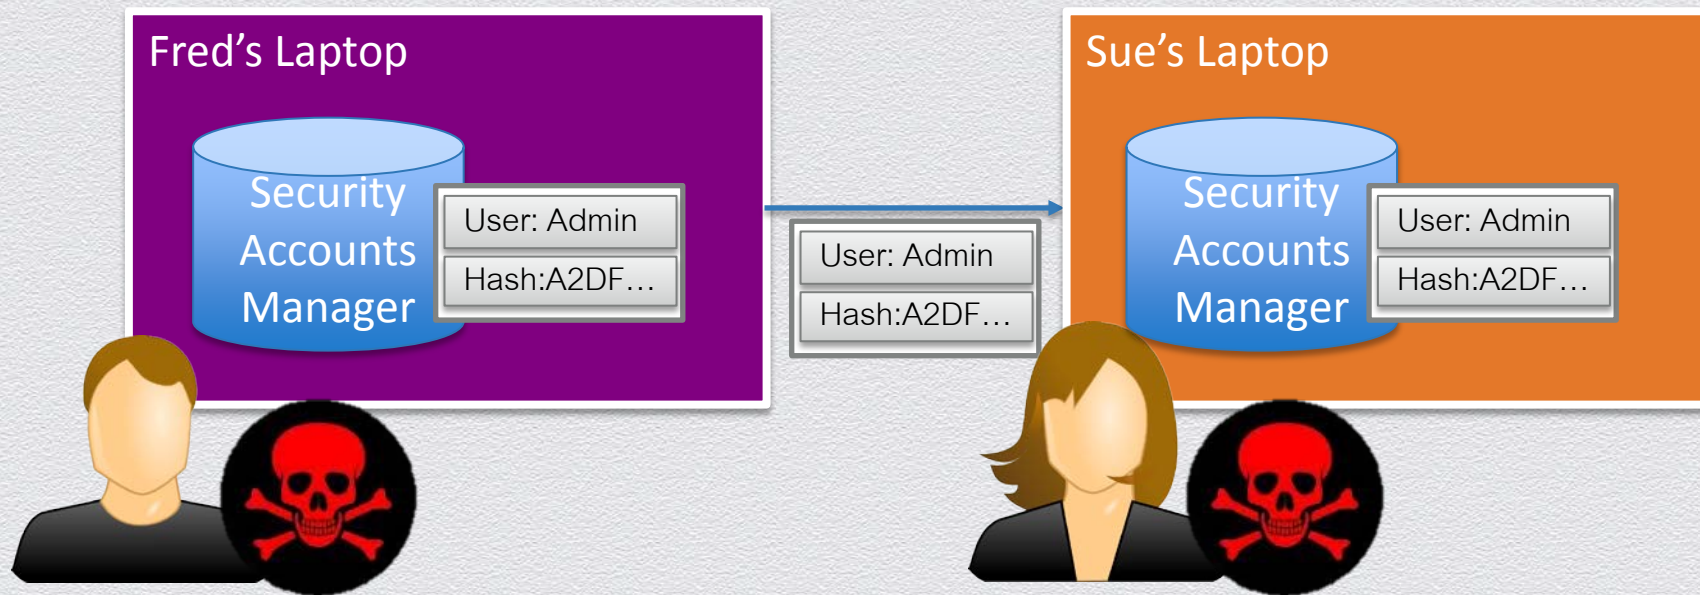 Fred’s Laptop
Security
Accounts
Manager
User: Admin
Hash:A2DF…
User: Admin
Hash:A2DF…
Sue’s Laptop
Security
Accounts
Manager
User: Admin
Hash:A2DF…